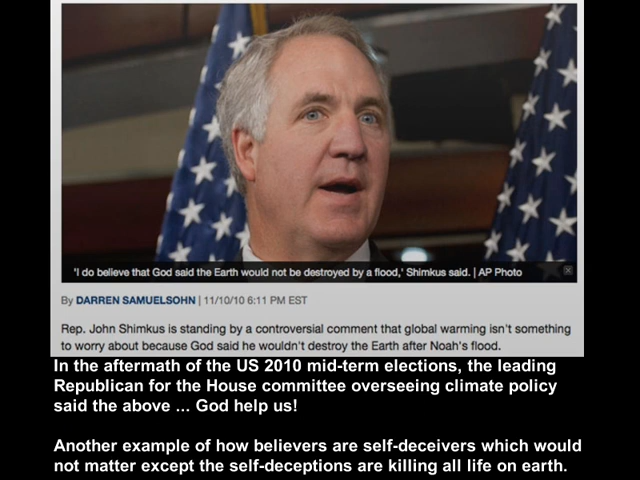 'I do believe that God said the Earth would not be destroyed by a flood,' Shimkus said. | AP Photo
By DARREN SAMUELSOHN | 11/10/10 6:11 PM EST
Rep. John Shimkus is standing by a controversial comment that global warming isn't something
to worry about because God said he wouldn't destroy the Earth after Noah's flood.
In the aftermath of the US 2010 mid-term elections, the leading
Republican for the House committee overseeing climate policy
said the above ... God help us!
Another example of how believers are self-deceivers which would
not matter except the self-deceptions are killing all life on earth.